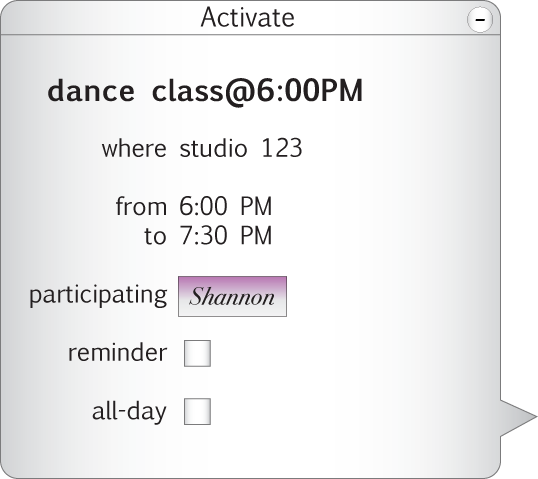 Activate
dance class@6:00PM
where studio 123
from 6:00 PM
to 7:30 PM
participating Shannon
reminder
all-day